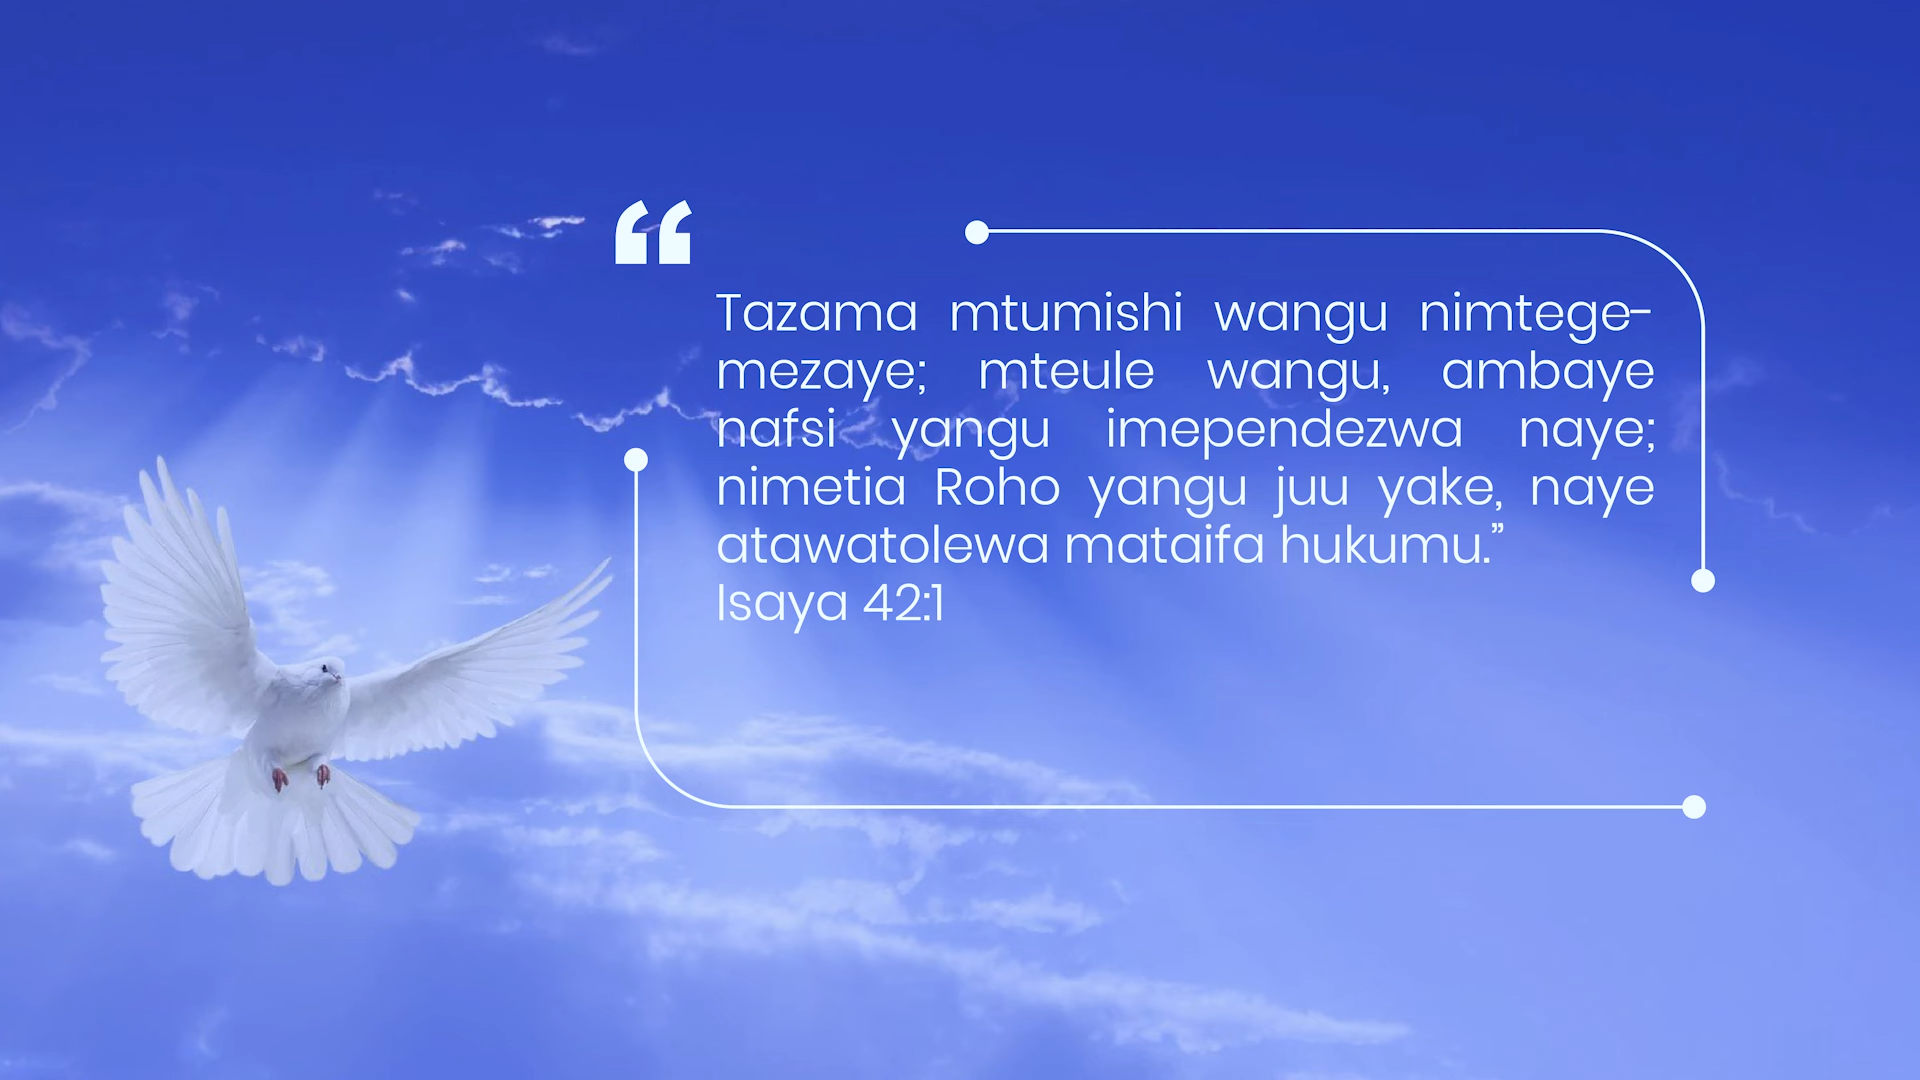 “
Tazama mtumishi wangu nimtege-
mezaye; mteule wangu, ambaye
nafsi yangu imependezwa naye;
nimetia Roho yangu juu yake, naye
atawatolewa mataifa hukumu.”
Isaya 42:1